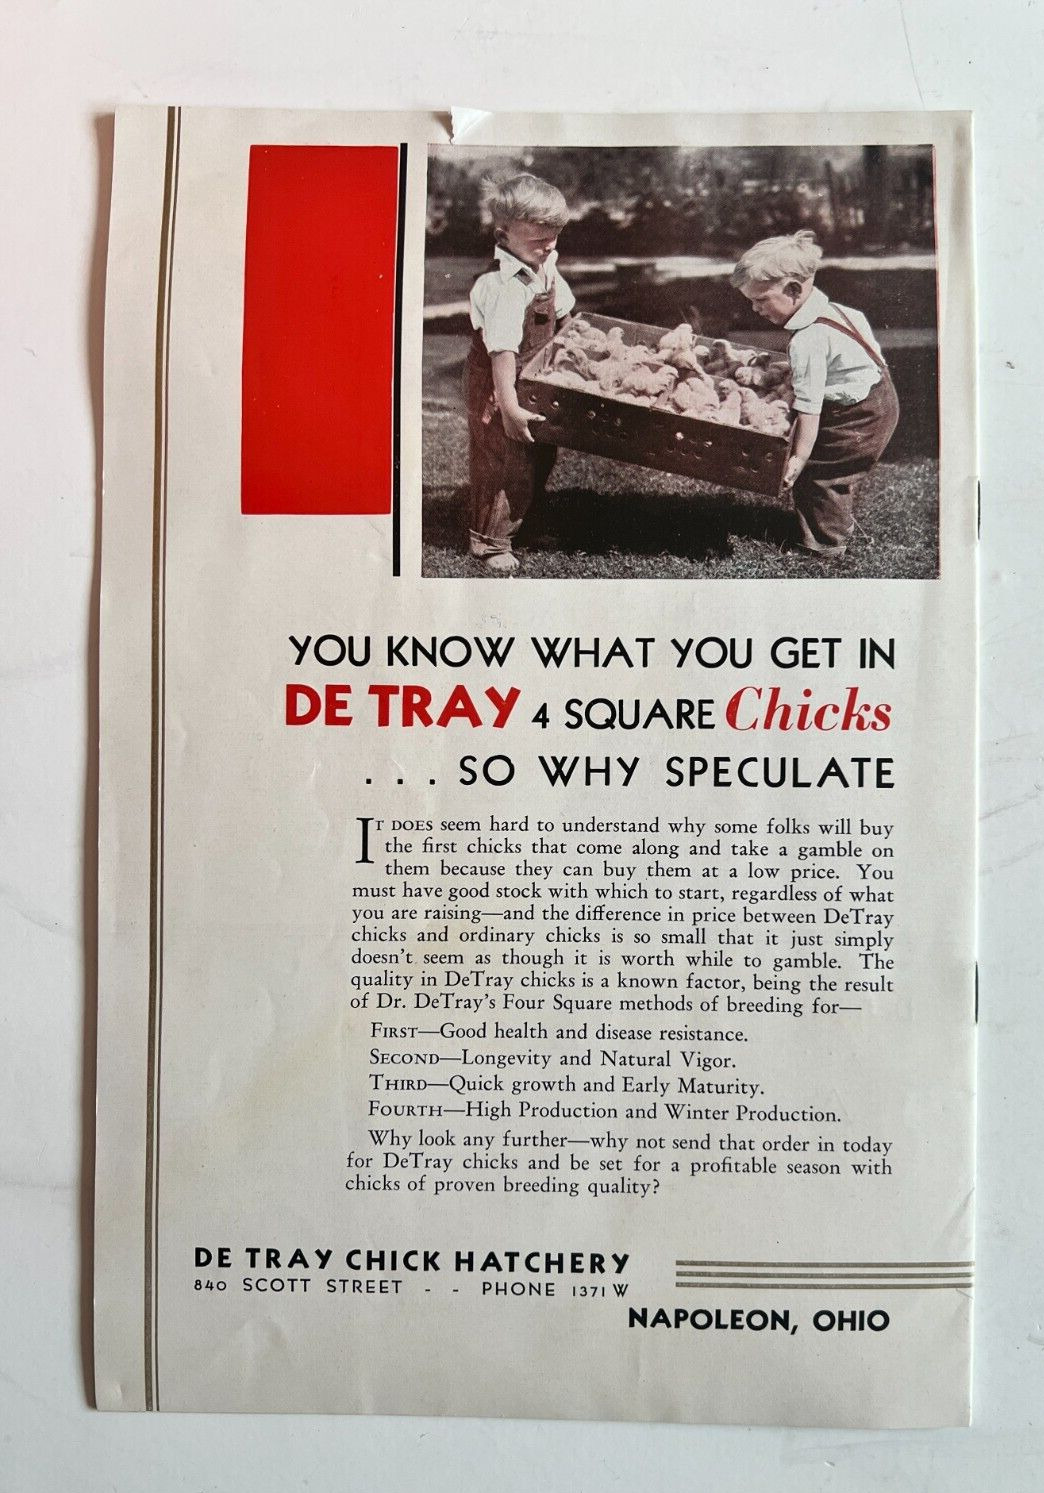 YOU KNOW WHAT YOU GET IN
DE TRAY 4 SQUARE Chicks
. . . SO WHY SPECULATE
IT DOES seem hard to understand why some folks will buy
the first chicks that come along and take a gamble on
them because they can buy them at a low price. You
must have good stock with which to start, regardless of what
you are raising—and the difference in price between DeTray
chicks and ordinary chicks is so small that it just simply
doesn't seem as though it is worth while to gamble. The
quality in DeTray chicks is a known factor, being the result
of Dr. DeTray's Four Square methods of breeding for—
FIRST—Good health and disease resistance.
SECOND—Longevity and Natural Vigor.
THIRD—Quick growth and Early Maturity.
FOURTH—High Production and Winter Production.
Why look any further—why not send that order in today
for DeTray chicks and be set for a profitable season with
chicks of proven breeding quality?
DE TRAY CHICK HATCHERY
840 SCOTT STREET - - PHONE 1371 W
NAPOLEON, OHIO